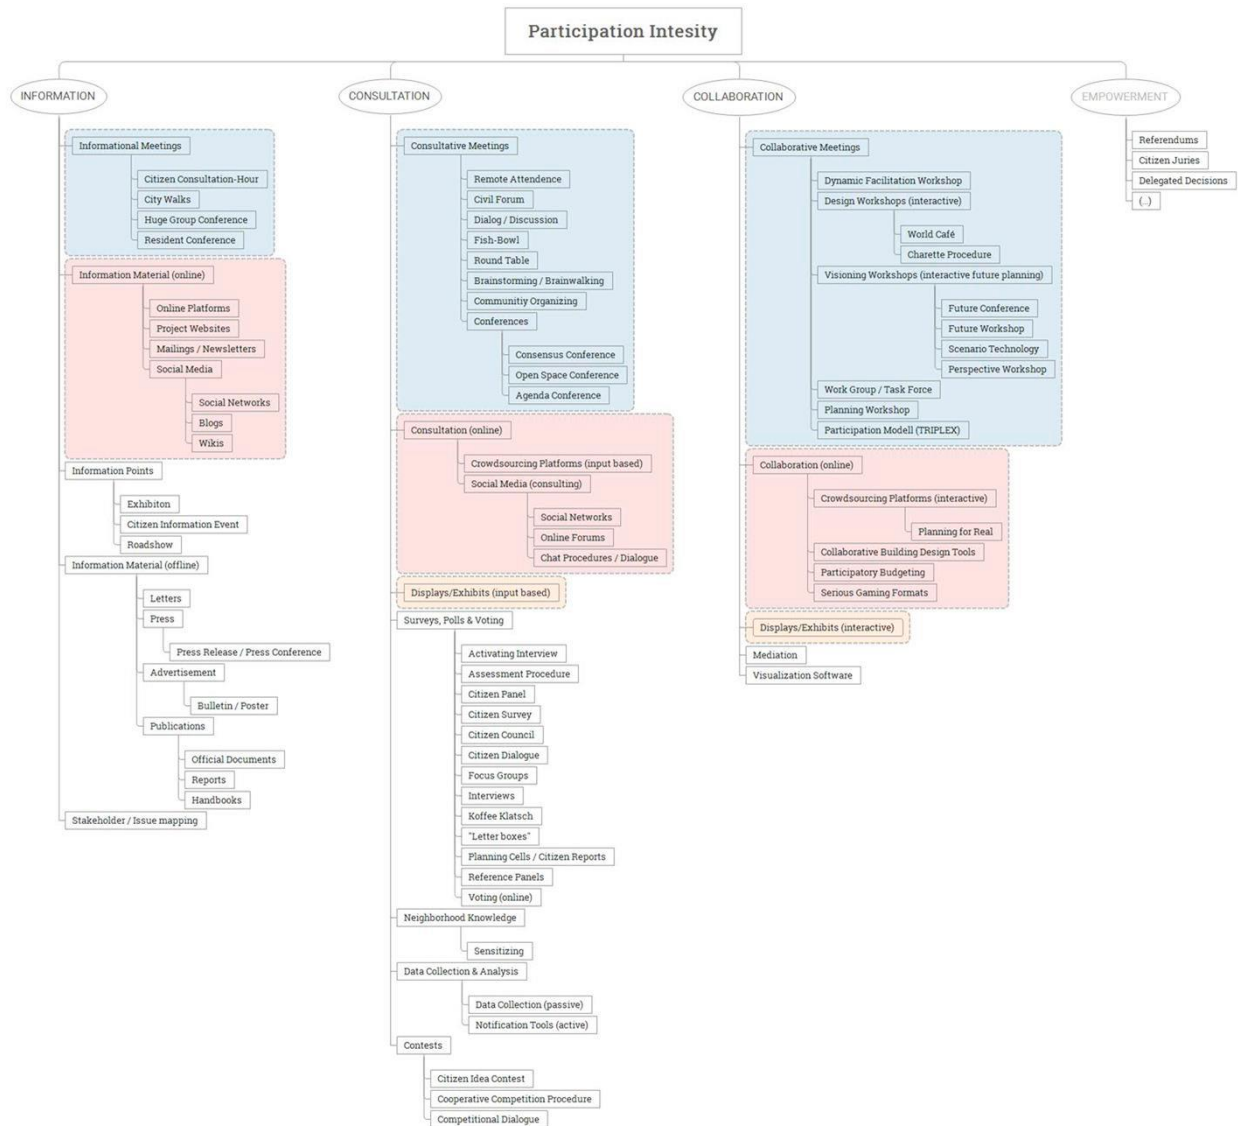 Participation Intesity
INFORMATION
Informational Meetings
Citizen Consultation-Hour
City Walks
Huge Group Conference
Resident Conference
Information Material (online)
Online Platforms
Project Websites
Mailings / Newsletters
Social Media
Social Networks
Blogs
Wikis
Information Points
Exhibiton
Citizen Information Event
Roadshow
Information Material (offline)
Letters
Press
Press Release / Press Conference
Advertisement
Bulletin / Poster
Publications
Official Documents
Reports
Handbooks
Stakeholder / Issue mapping
CONSULTATION
Consultative Meetings
Remote Attendence
Civil Forum
Dialog / Discussion
Fish-Bowl
Round Table
Brainstorming / Brainwalking
Communitiy Organizing
Conferences
Consensus Conference
Open Space Conference
Agenda Conference
Consultation (online)
Crowdsourcing Platforms (input based)
Social Media (consulting)
Social Networks
Online Forums
Chat Procedures / Dialogue
Displays/Exhibits (input based)
Surveys, Polls & Voting
Activating Interview
Assessment Procedure
Citizen Panel
Citizen Survey
Citizen Council
Citizen Dialogue
Focus Groups
Interviews
Koffee Klatsch
"Letter boxes"
Planning Cells / Citizen Reports
Reference Panels
Voting (online)
Neighborhood Knowledge
Sensitizing
Data Collection & Analysis
Data Collection (passive)
Notification Tools (active)
Contests
Citizen Idea Contest
Cooperative Competition Procedure
Competitional Dialogue
COLLABORATION
Collaborative Meetings
Dynamic Facilitation Workshop
Design Workshops (interactive)
World Café
Charette Procedure
Visioning Workshops (interactive future planning)
Future Conference
Future Workshop
Scenario Technology
Perspective Workshop
Work Group / Task Force
Planning Workshop
Participation Modell (TRIPLEX)
Collaboration (online)
Crowdsourcing Platforms (interactive)
Planning for Real
Collaborative Building Design Tools
Participatory Budgeting
Serious Gaming Formats
Displays/Exhibits (interactive)
Mediation
Visualization Software
EMPOWERMENT
Referendums
Citizen Juries
Delegated Decisions
(...)